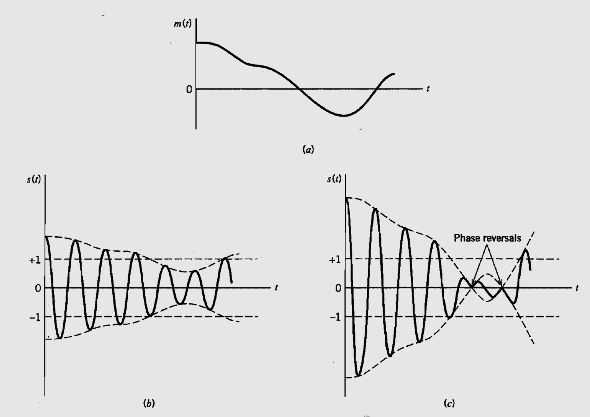 m(t)
0
t
(a)
s(t)
+1
0
t
−1
(b)
s(t)
Phase reversals
+1
0
t
−1
(c)